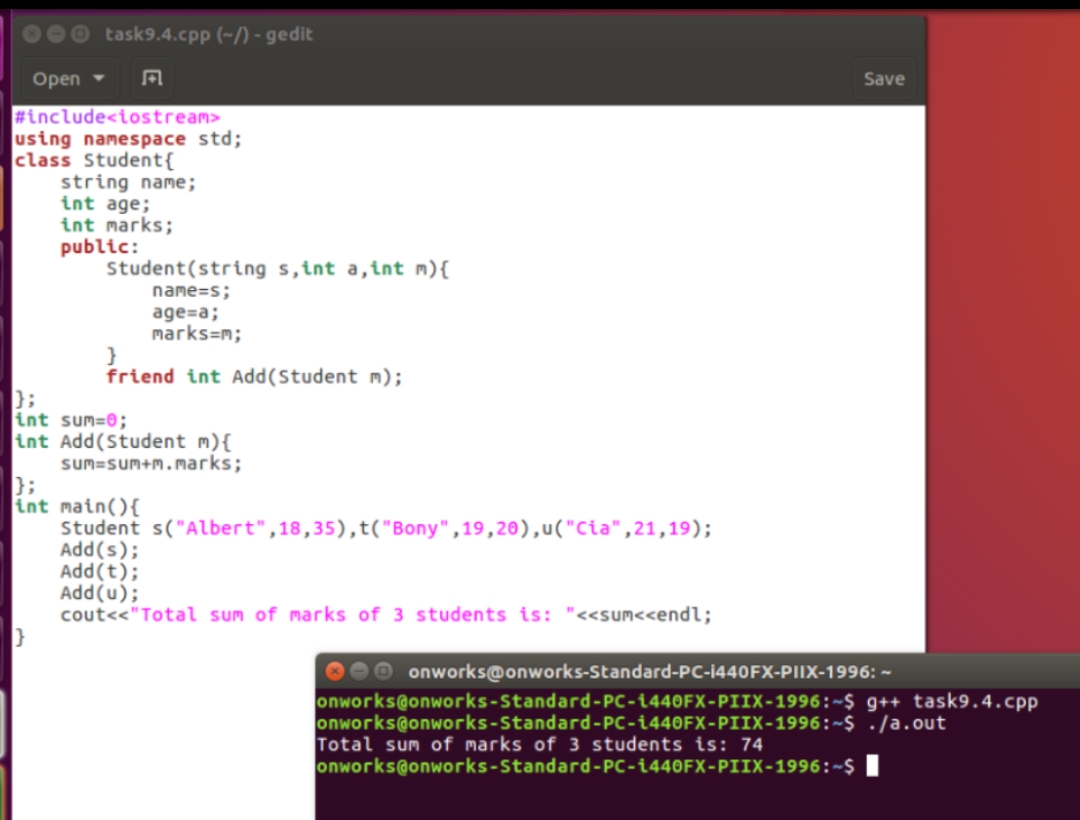 task9.4.cpp (~/) - gedit
Open
Save
#include<iostream>
using namespace std;
class Student{
    string name;
    int age;
    int marks;
    public:
        Student(string s,int a,int m){
            name=s;
            age=a;
            marks=m;
        }
        friend int Add(Student m);
};
int sum=0;
int Add(Student m){
    sum=sum+m.marks;
};
int main(){
    Student s("Albert",18,35),t("Bony",19,20),u("Cia",21,19);
    Add(s);
    Add(t);
    Add(u);
    cout<<"Total sum of marks of 3 students is: "<<sum<<endl;
}
onworks@onworks-Standard-PC-i440FX-PIIX-1996: ~
onworks@onworks-Standard-PC-i440FX-PIIX-1996:~$ g++ task9.4.cpp
onworks@onworks-Standard-PC-i440FX-PIIX-1996:~$ ./a.out
Total sum of marks of 3 students is: 74
onworks@onworks-Standard-PC-i440FX-PIIX-1996:~$